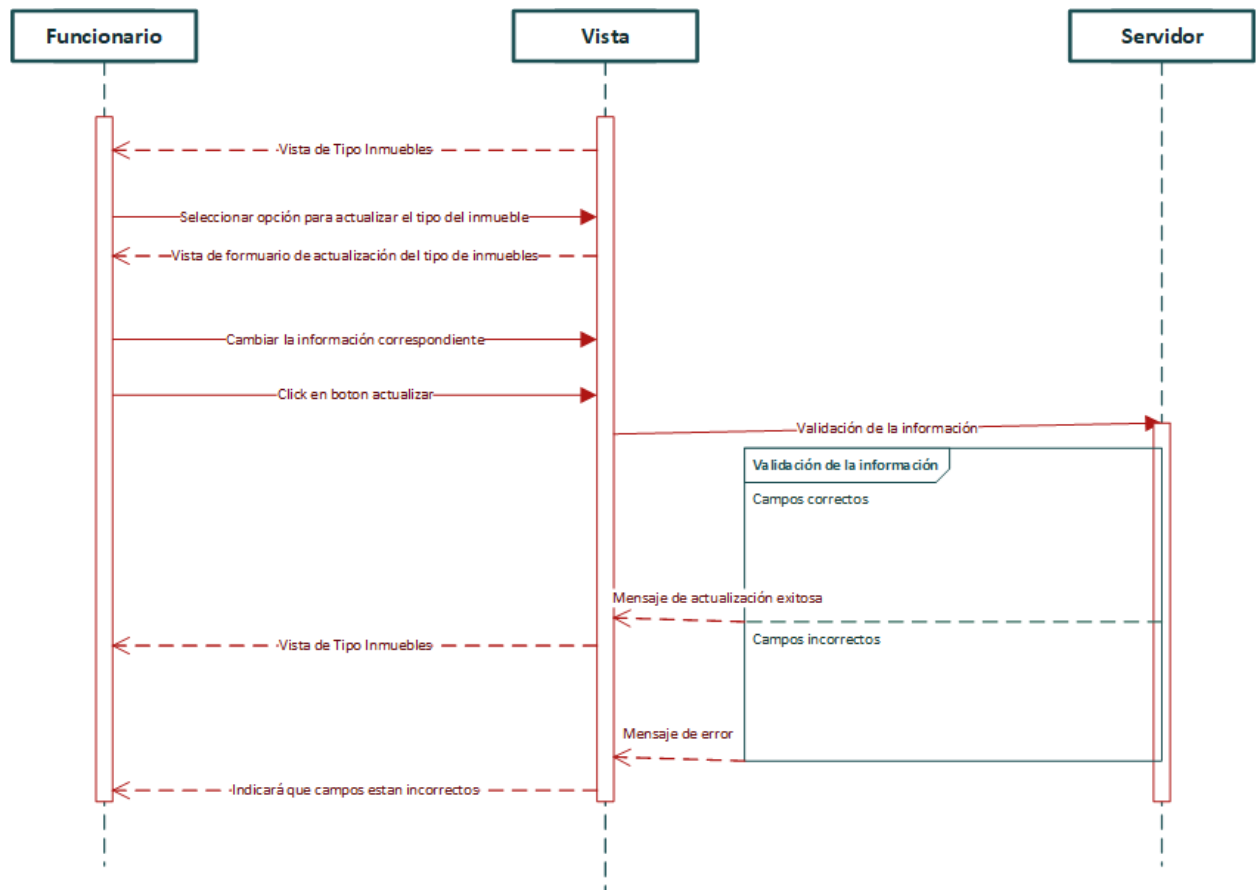 Funcionario
Vista
Servidor
Vista de Tipo Inmuebles
Seleccionar opción para actualizar el tipo del inmueble
Vista de formuario de actualización del tipo de inmuebles
Cambiar la información correspondiente
Click en boton actualizar
Validación de la información
Validación de la información
Campos correctos
Mensaje de actualización exitosa
Campos incorrectos
Vista de Tipo Inmuebles
Mensaje de error
Indicará que campos estan incorrectos